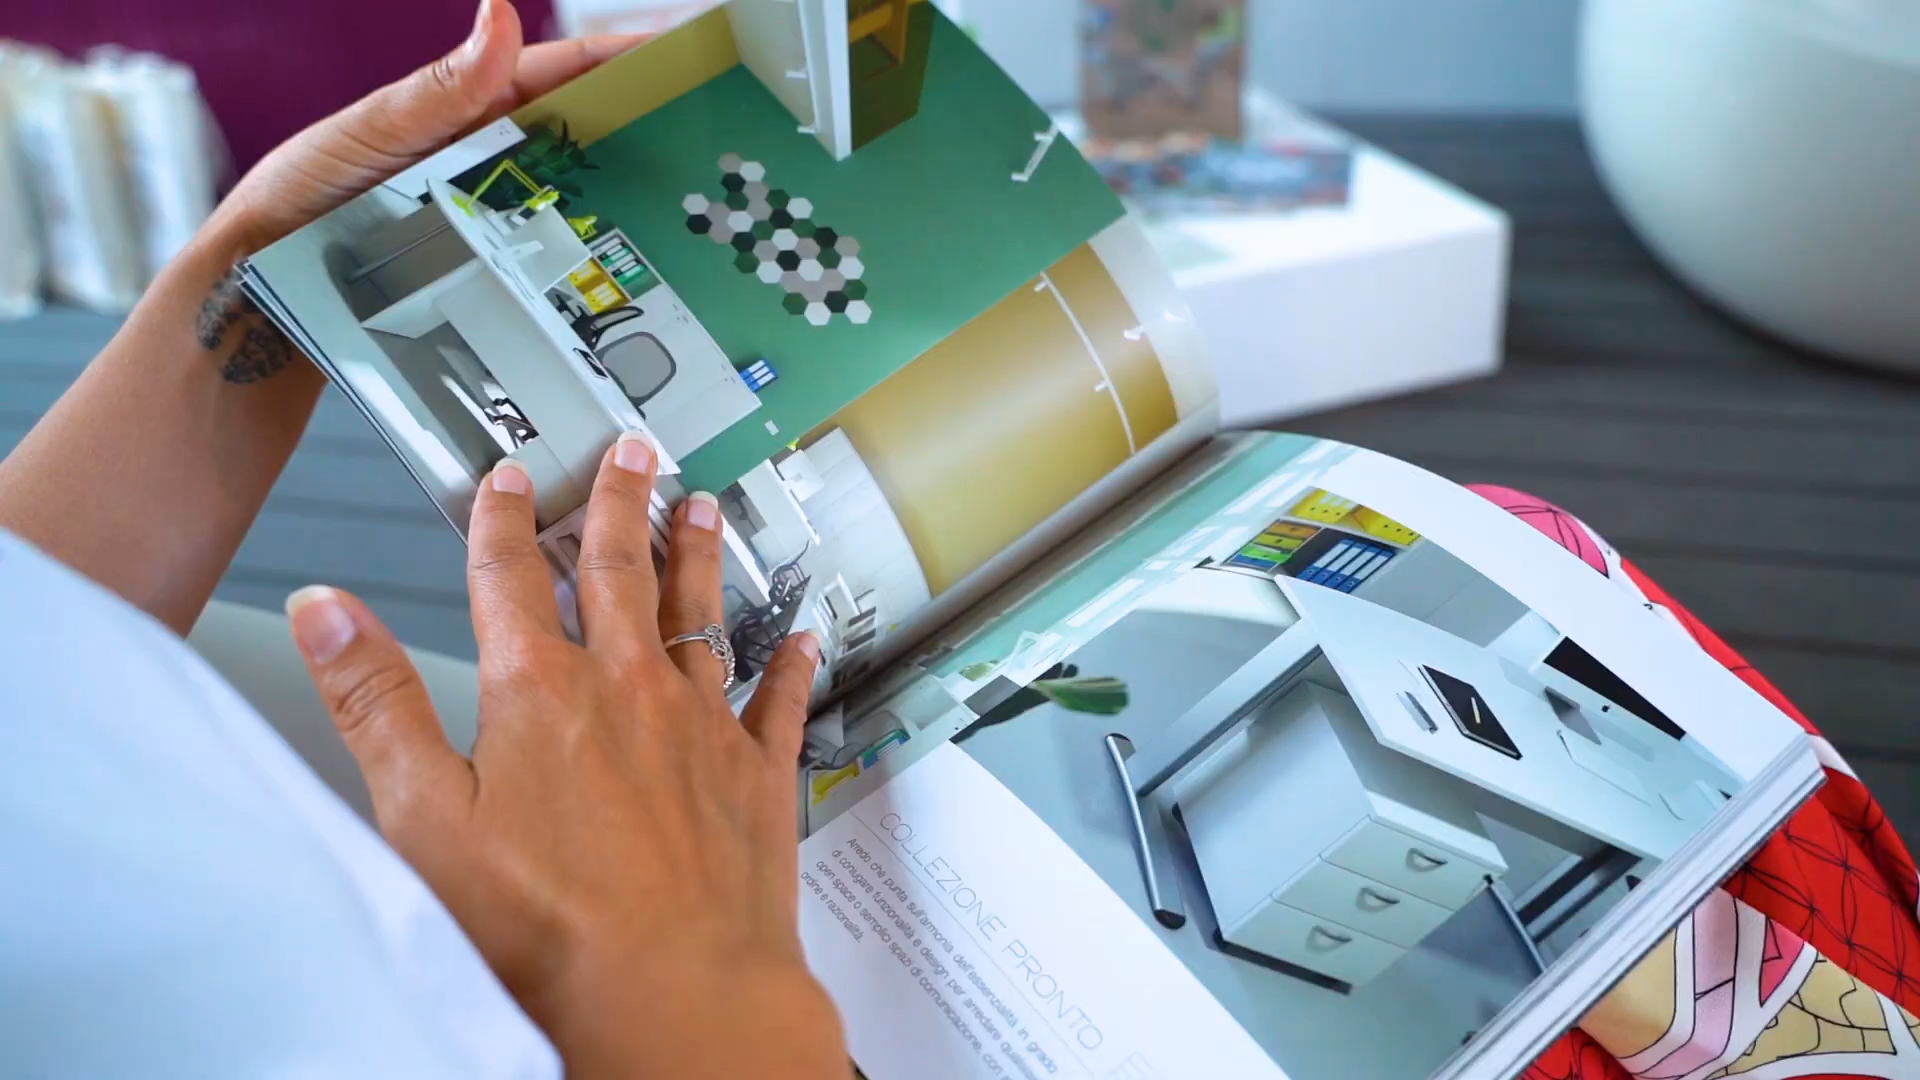 COLLEZIONE PRONTO E
Arredo che punta sull'armonia dell'essenzialità in grado
di coniugare funzionalità e design per arredare qualsiasi
open space o semplici spazi di comunicazione, con
ordine e razionalità.